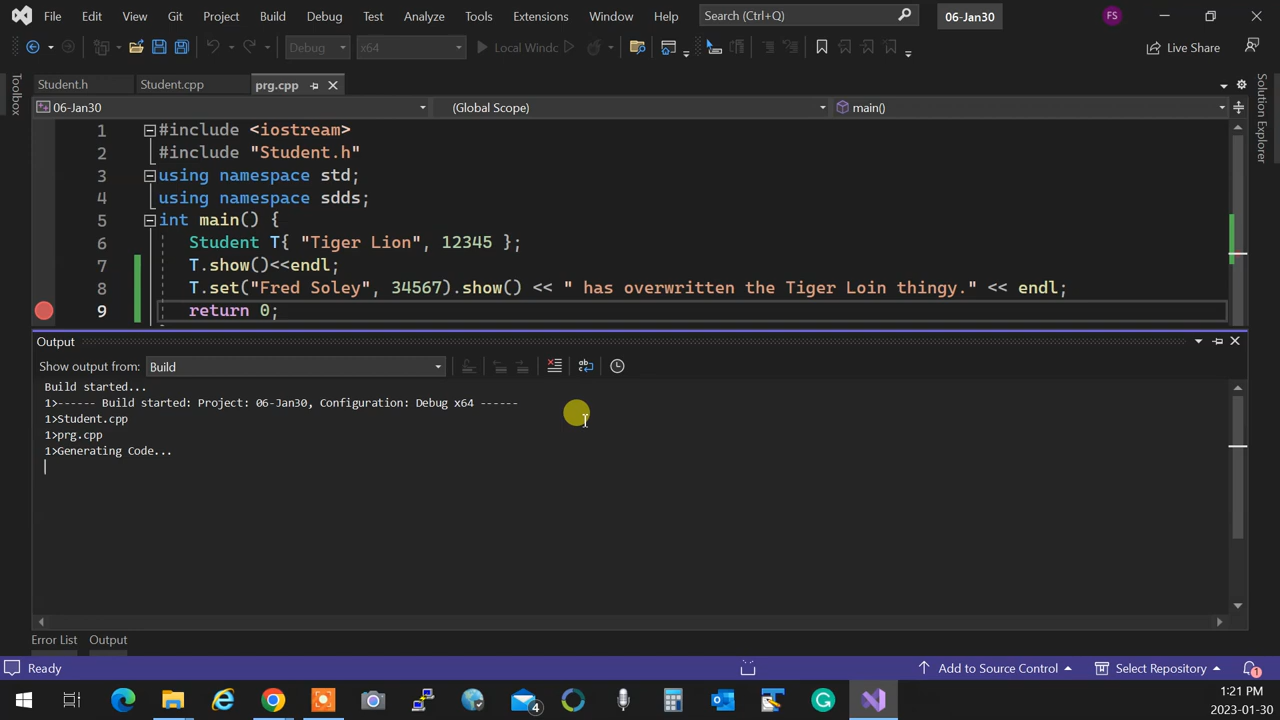 File Edit View Git Project Build Debug Test Analyze Tools Extensions Window Help Search (Ctrl+Q) 06-Jan30 FS
Debug x64 Local Windc Live Share
Student.h Student.cpp prg.cpp
06-Jan30 (Global Scope) main()
Toolbox
Solution Explorer
1 #include <iostream>
2 #include "Student.h"
3 using namespace std;
4 using namespace sdds;
5 int main() {
6 Student T{ "Tiger Lion", 12345 };
7 T.show()<<endl;
8 T.set("Fred Soley", 34567).show() << " has overwritten the Tiger Loin thingy." << endl;
9 return 0;
Output
Show output from: Build
Build started...
1>------ Build started: Project: 06-Jan30, Configuration: Debug x64 ------
1>Student.cpp
1>prg.cpp
1>Generating Code...
Error List Output
Ready Add to Source Control Select Repository 1
4
1:21 PM
2023-01-30